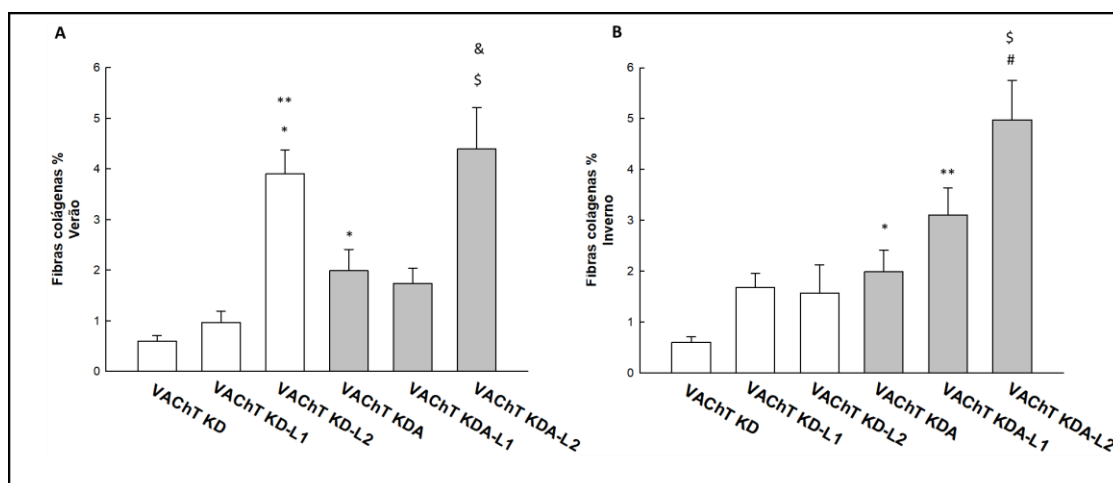 A
Fibras colágenas %
Verão
6
5
4
3
2
1
0
**
*
*
&
$
VAChT KD
VAChT KD-L1
VAChT KD-L2
VAChT KDA
VAChT KDA-L1
VAChT KDA-L2
B
Fibras colágenas %
Inverno
6
5
4
3
2
1
0
*
**
$
#
VAChT KD
VAChT KD-L1
VAChT KD-L2
VAChT KDA
VAChT KDA-L1
VAChT KDA-L2